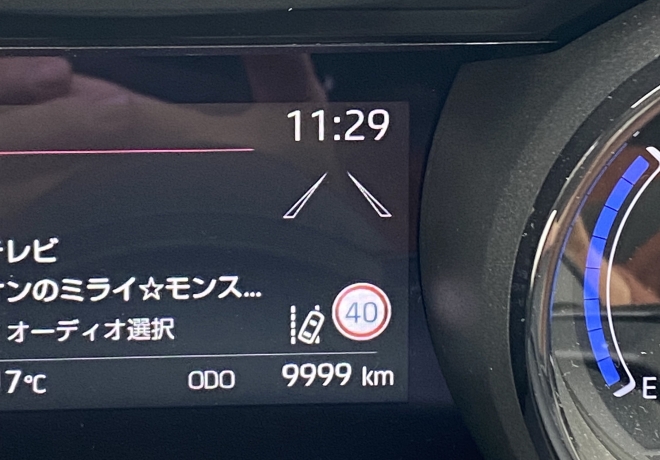 11:29
テレビ
ンのミライ☆モンス...
オーディオ選択
40
7℃
ODO 9999 km
E